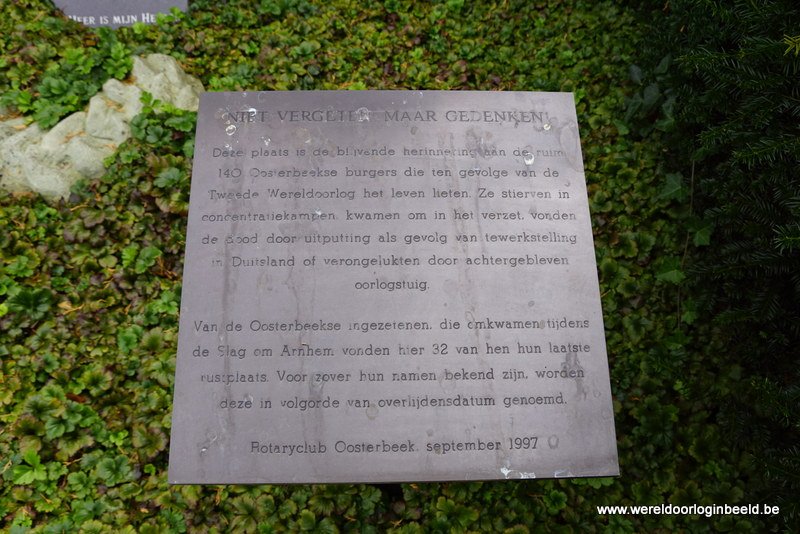 HEER IS MIJN HE
NIET VERGETEN MAAR GEDENKEN!
Deze plaats is de blijvende herinnering aan de ruim
140 Oosterbeekse burgers die ten gevolge van de
Tweede Wereldoorlog het leven lieten. Ze stierven in
concentratiekampen, kwamen om in het verzet, vonden
de dood door uitputting als gevolg van tewerkstelling
in Duitsland of verongelukten door achtergebleven
oorlogstuig.
Van de Oosterbeekse ingezetenen, die omkwamen tijdens
de Slag om Arnhem vonden hier 32 van hen hun laatste
rustplaats. Voor zover hun namen bekend zijn, worden
deze in volgorde van overlijdensdatum genoemd.
Rotaryclub Oosterbeek, september 1997
www.wereldoorloginbeeld.be